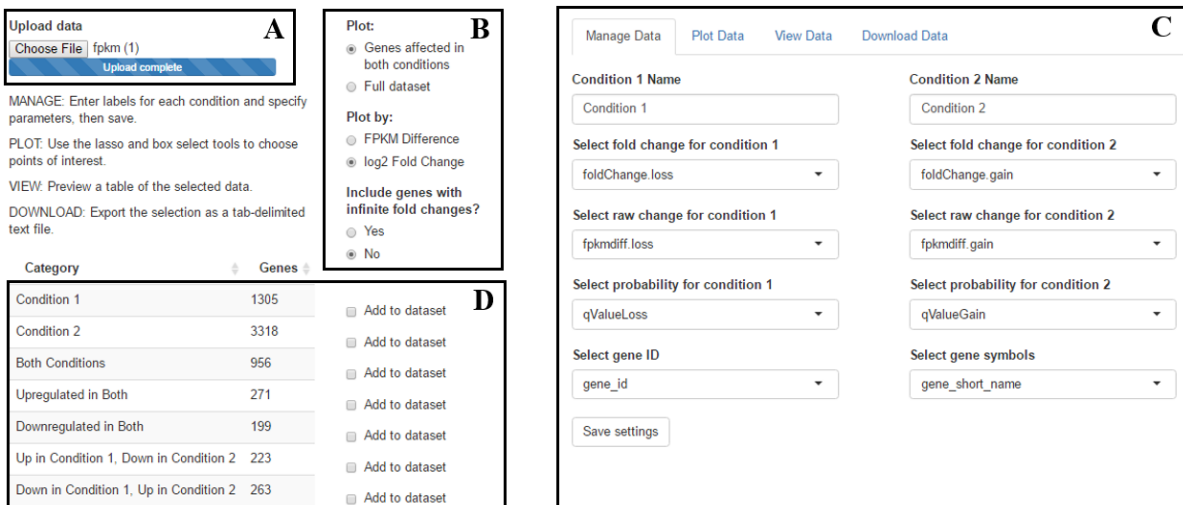 Upload data
A
Choose File fpkm (1)
Upload complete
MANAGE: Enter labels for each condition and specify
parameters, then save.
PLOT: Use the lasso and box select tools to choose
points of interest.
VIEW: Preview a table of the selected data.
DOWNLOAD: Export the selection as a tab-delimited
text file.
Plot:
B
Genes affected in
both conditions
Full dataset
Plot by:
FPKM Difference
log2 Fold Change
Include genes with
infinite fold changes?
Yes
No
Category Genes
D
Condition 1 1305 Add to dataset
Condition 2 3318 Add to dataset
Both Conditions 956 Add to dataset
Upregulated in Both 271 Add to dataset
Downregulated in Both 199 Add to dataset
Up in Condition 1, Down in Condition 2 223 Add to dataset
Down in Condition 1, Up in Condition 2 263 Add to dataset
Manage Data Plot Data View Data Download Data
C
Condition 1 Name Condition 2 Name
Condition 1 Condition 2
Select fold change for condition 1 Select fold change for condition 2
foldChange.loss foldChange.gain
Select raw change for condition 1 Select raw change for condition 2
fpkmdiff.loss fpkmdiff.gain
Select probability for condition 1 Select probability for condition 2
qValueLoss qValueGain
Select gene ID Select gene symbols
gene_id gene_short_name
Save settings